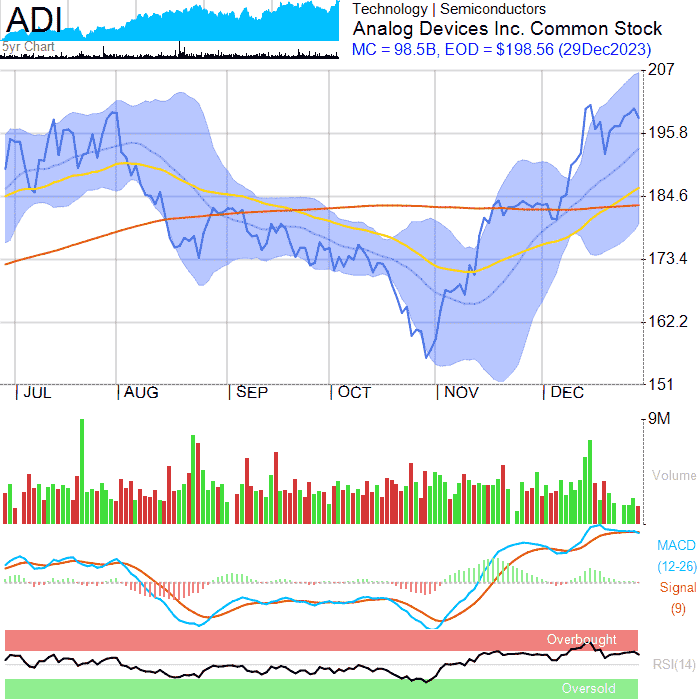 ADI
5yr Chart
Technology | Semiconductors
Analog Devices Inc. Common Stock
MC = 98.5B, EOD = $198.56 (29Dec2023)
207
195.8
184.6
173.4
162.2
151
JUL AUG SEP OCT NOV DEC
9M
Volume
MACD
(12-26)
Signal
(9)
Overbought
RSI(14)
Oversold